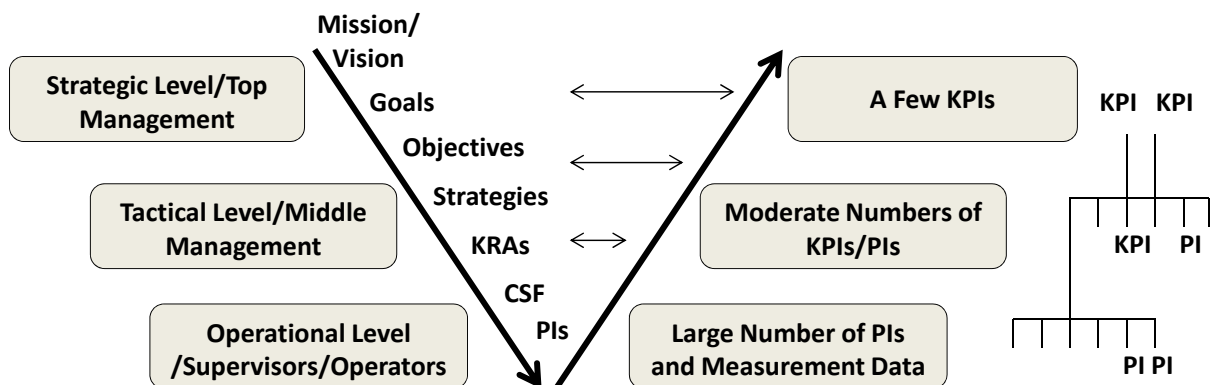 Mission/
Vision
Strategic Level/Top
Management
Goals
A Few KPIs
KPI KPI
Objectives
Strategies
Tactical Level/Middle
Management
KRAs
Moderate Numbers of
KPIs/PIs
KPI PI
CSF
PIs
Operational Level
/Supervisors/Operators
Large Number of PIs
and Measurement Data
PI PI